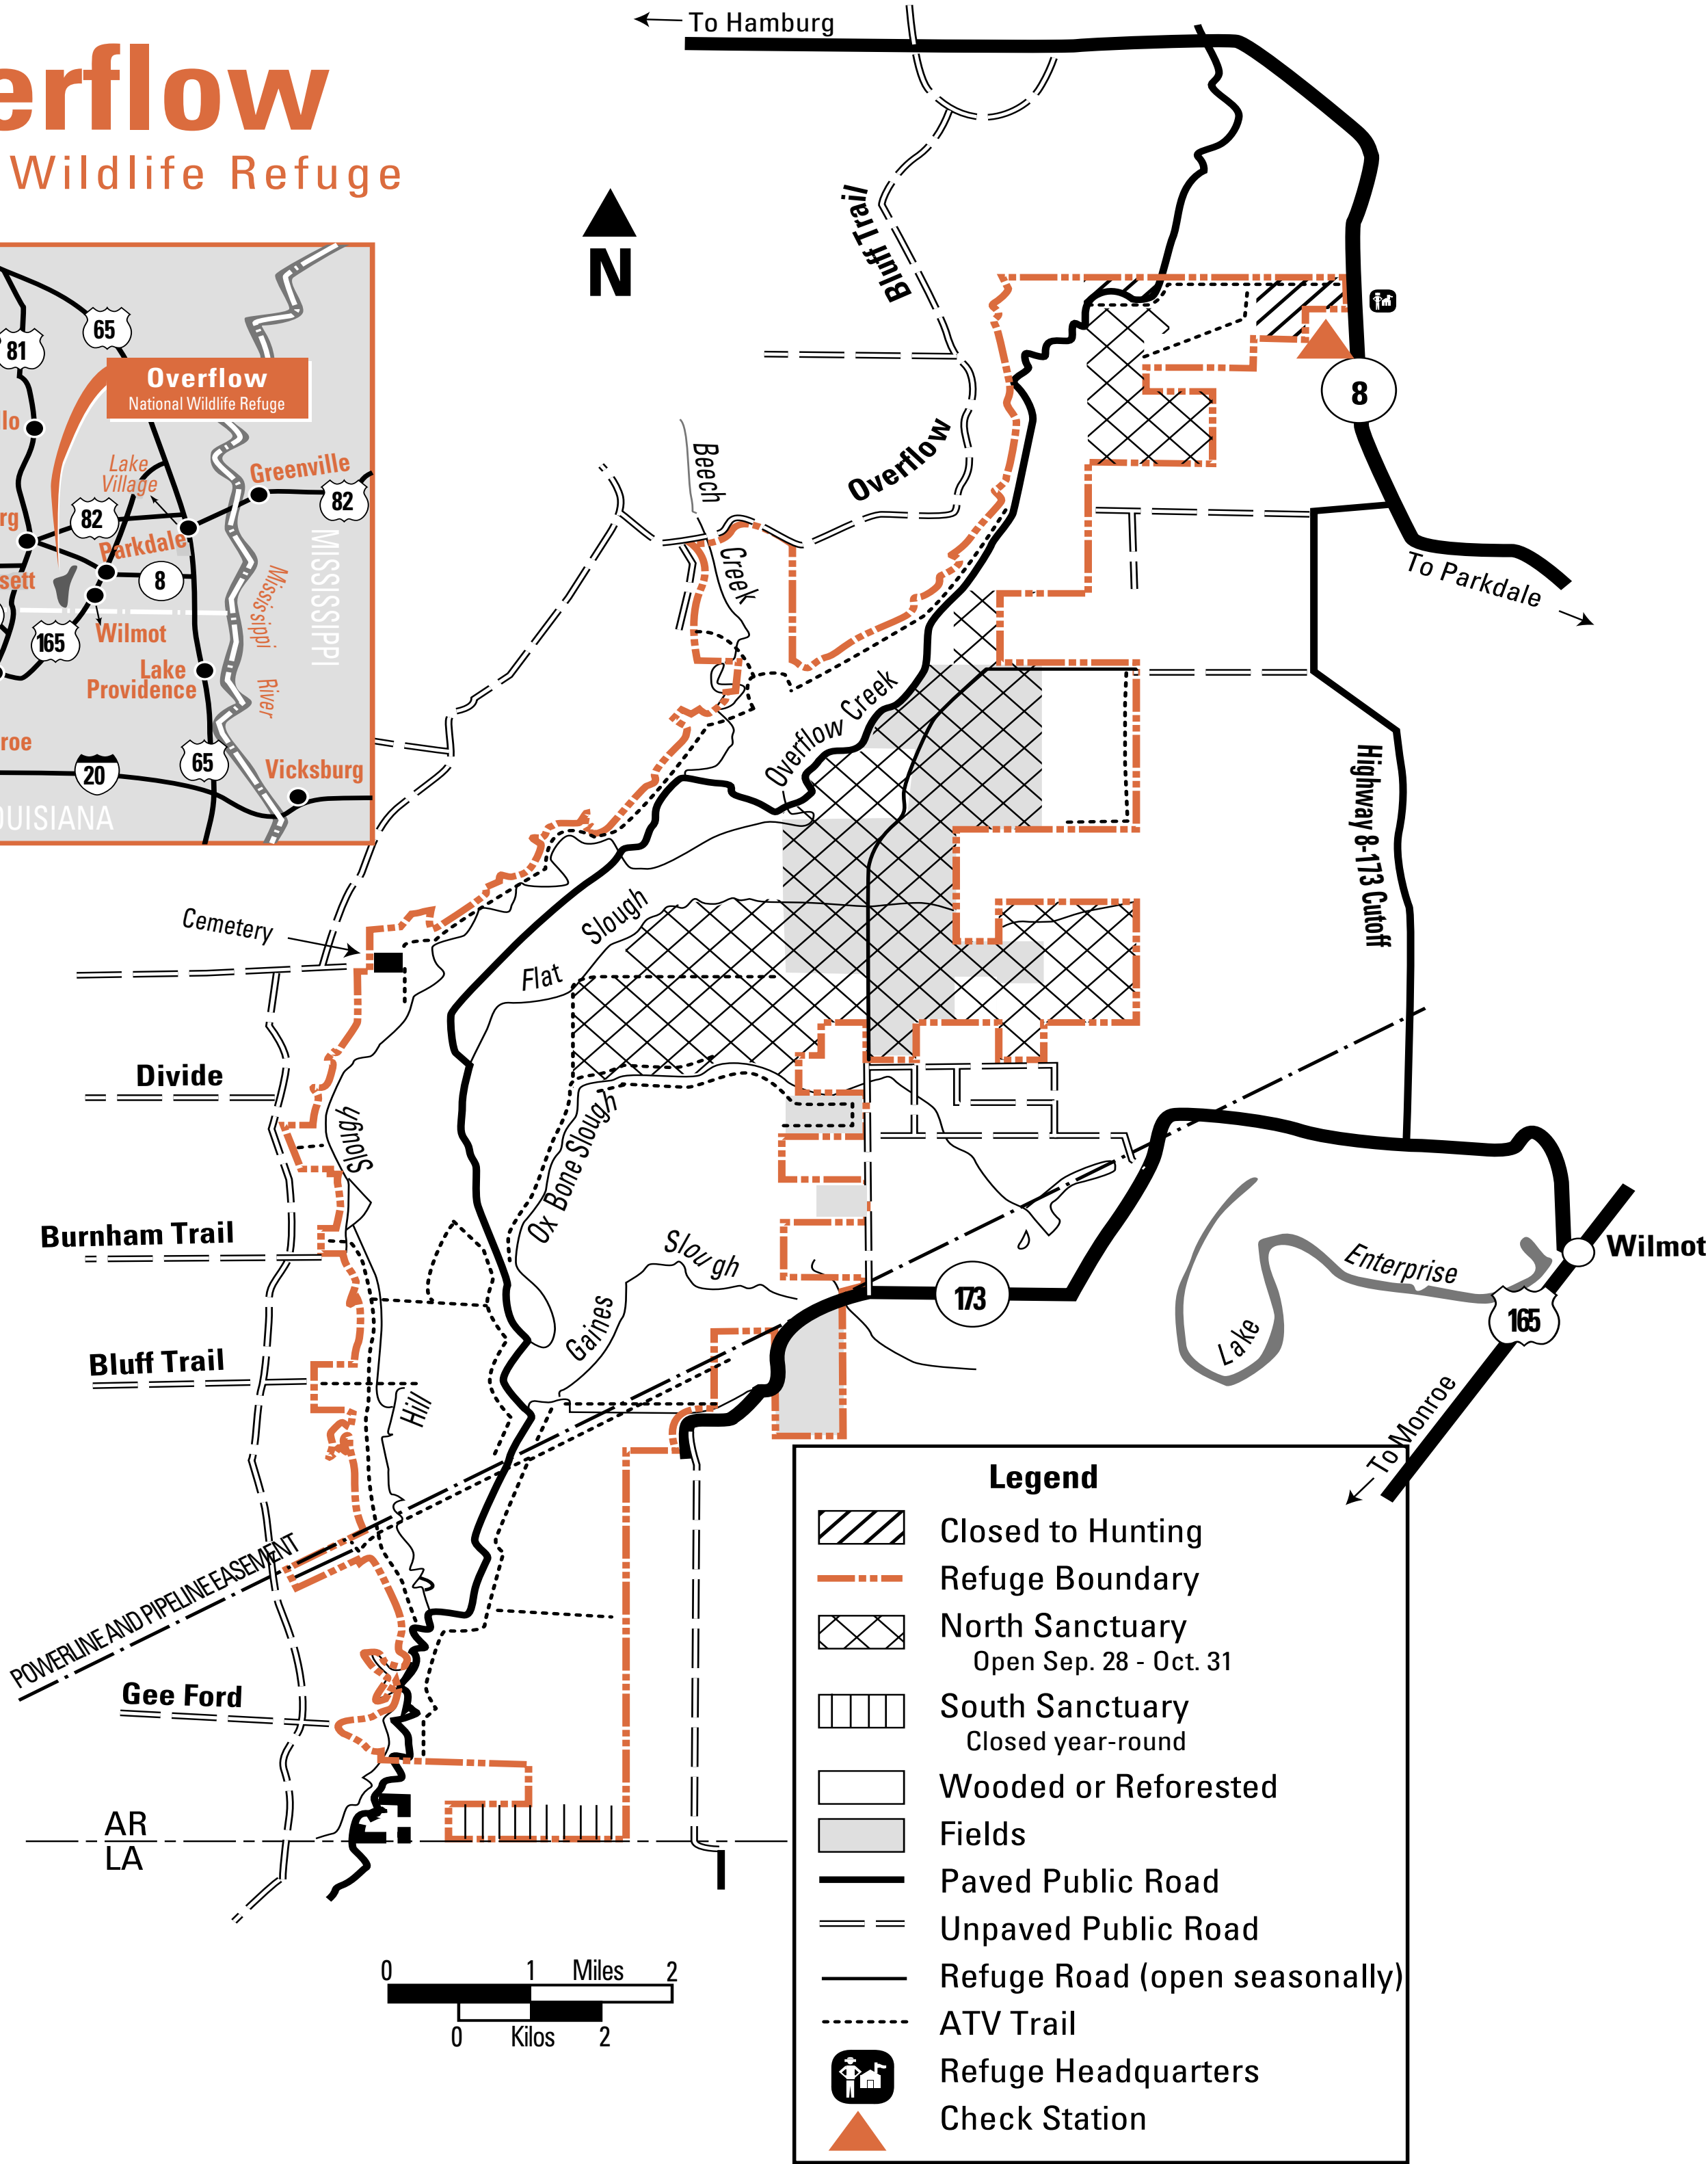 erflow
Wildlife Refuge
To Hamburg
N
Bluff Trail
Overflow
8
To Parkdale
Beech
Creek
Overflow Creek
Highway 8-173 Cutoff
Cemetery
Slough
Flat
Divide
Slough
Ox Bone Slough
Burnham Trail
Slough
Gaines
Bluff Trail
Hill
173
Enterprise
Lake
Wilmot
165
To Monroe
POWERLINE AND PIPELINE EASEMENT
Gee Ford
AR
LA
65
81
Overflow
National Wildlife Refuge
llo
Lake
Village
Greenville
82
82
rg
Parkdale
MISSISSIPPI
sett
8
Mississippi
River
165
Wilmot
Lake
Providence
roe
20
65
Vicksburg
OUISIANA
0 1 Miles 2
0 Kilos 2
Legend
Closed to Hunting
Refuge Boundary
North Sanctuary
Open Sep. 28 - Oct. 31
South Sanctuary
Closed year-round
Wooded or Reforested
Fields
Paved Public Road
Unpaved Public Road
Refuge Road (open seasonally)
ATV Trail
Refuge Headquarters
Check Station